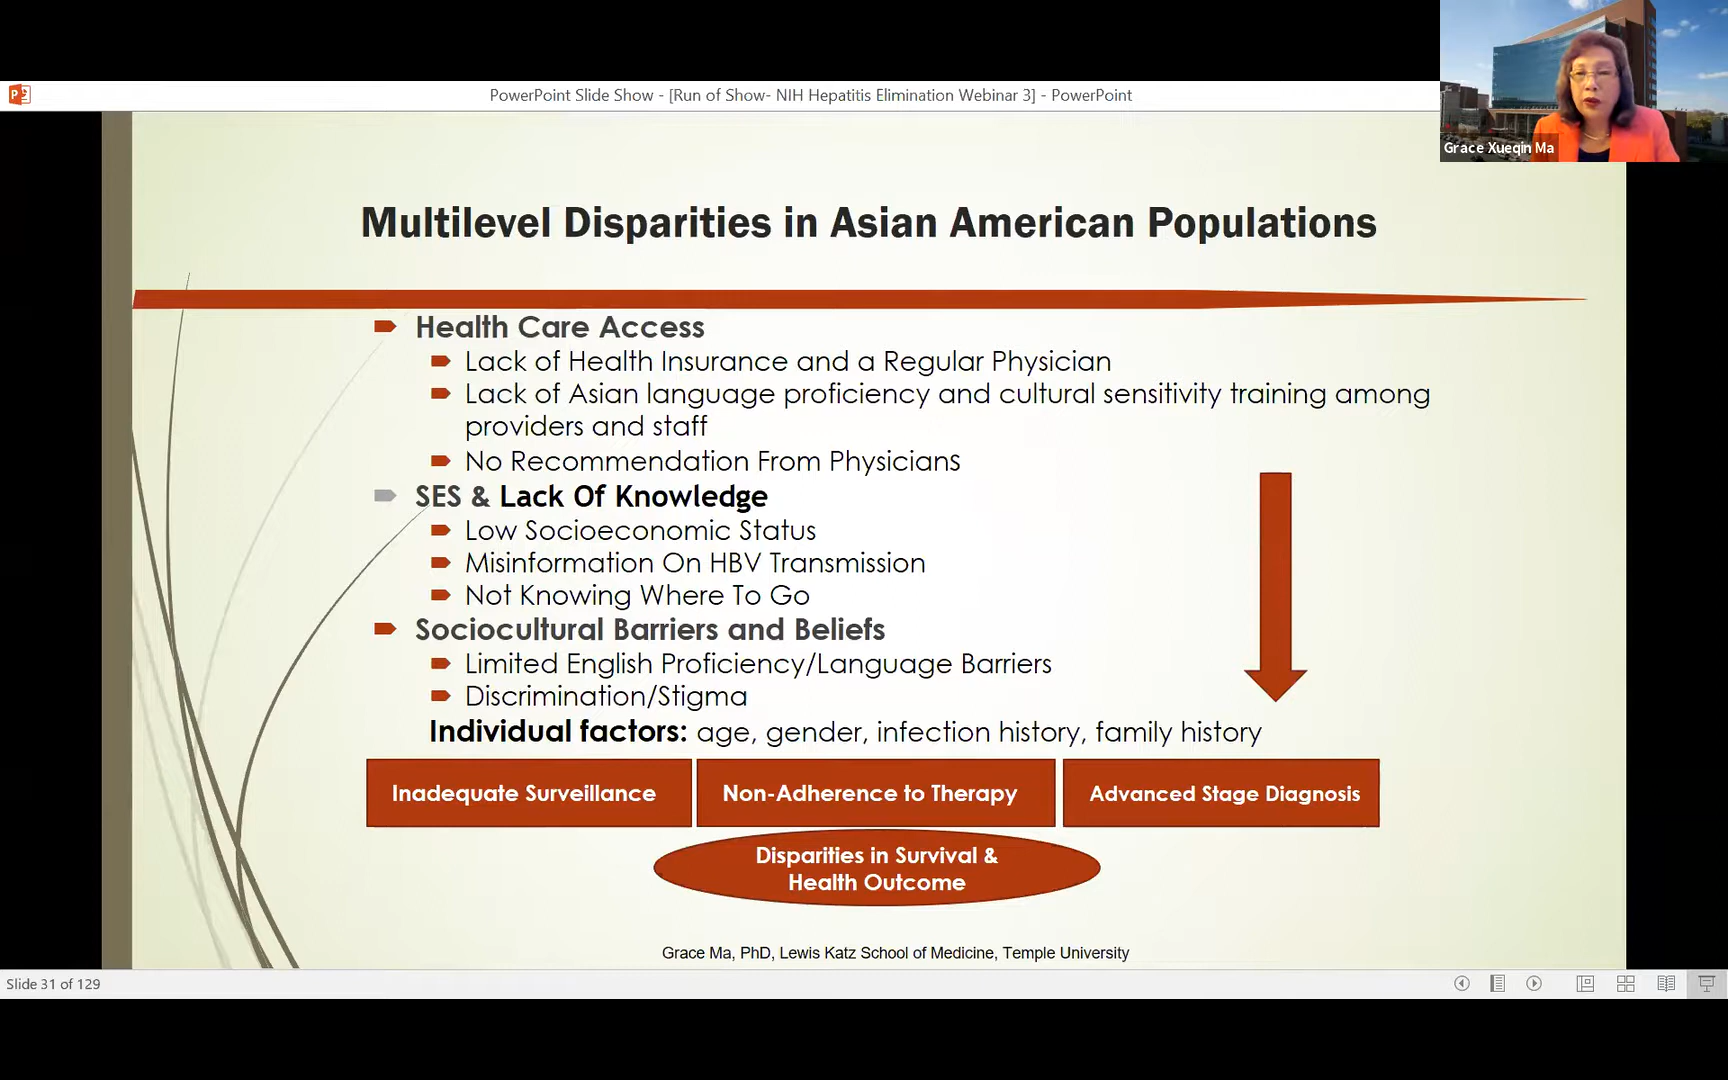 PowerPoint Slide Show - [Run of Show- NIH Hepatitis Elimination Webinar 3] - PowerPoint
Grace Xueqin Ma
Multilevel Disparities in Asian American Populations
Health Care Access
Lack of Health Insurance and a Regular Physician
Lack of Asian language proficiency and cultural sensitivity training among
providers and staff
No Recommendation From Physicians
SES & Lack Of Knowledge
Low Socioeconomic Status
Misinformation On HBV Transmission
Not Knowing Where To Go
Sociocultural Barriers and Beliefs
Limited English Proficiency/Language Barriers
Discrimination/Stigma
Individual factors: age, gender, infection history, family history
Inadequate Surveillance
Non-Adherence to Therapy
Advanced Stage Diagnosis
Disparities in Survival &
Health Outcome
Grace Ma, PhD, Lewis Katz School of Medicine, Temple University
Slide 31 of 129